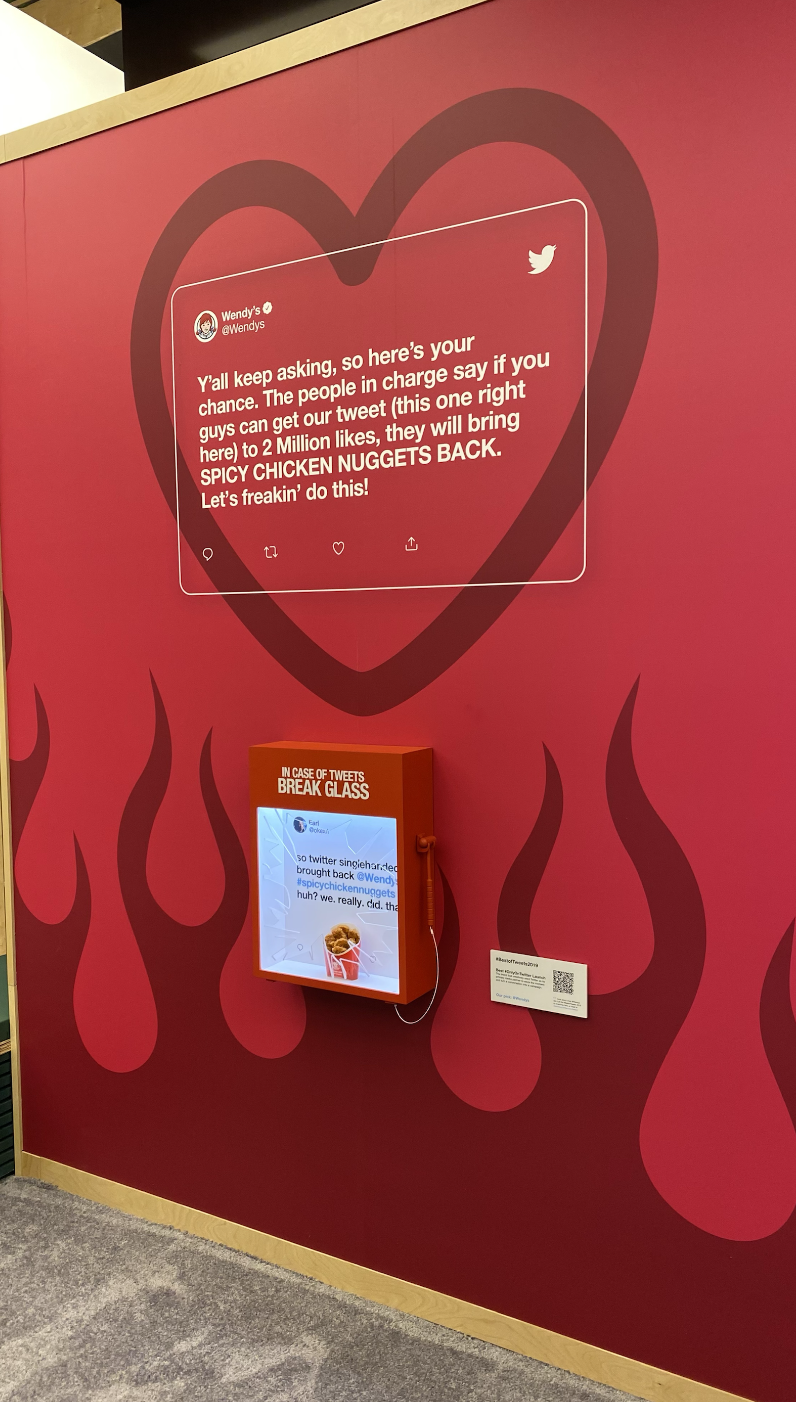 Wendy's
@Wendys
Y'all keep asking, so here's your
chance. The people in charge say if you
guys can get our tweet (this one right
here) to 2 Million likes, they will bring
SPICY CHICKEN NUGGETS BACK.
Let's freakin' do this!
IN CASE OF TWEETS
BREAK GLASS
Earl
so twitter singlehanded
brought back @Wendy
#spicychickennuggets
huh? we. really. did. tha
#BestofTweets2019